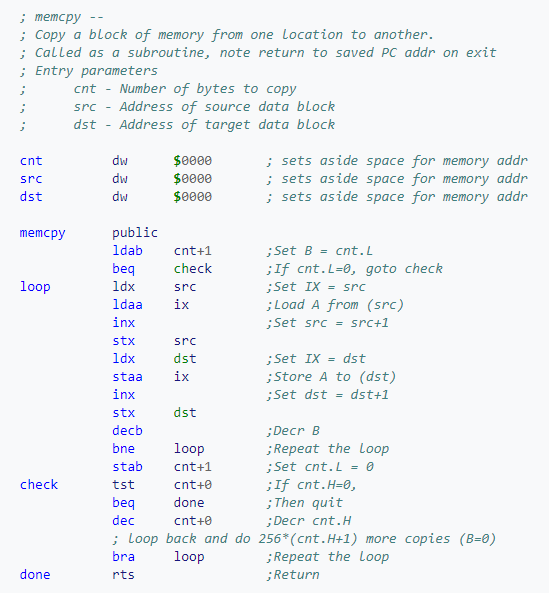 ; memcpy --
; Copy a block of memory from one location to another.
; Called as a subroutine, note return to saved PC addr on exit
; Entry parameters
;      cnt - Number of bytes to copy
;      src - Address of source data block
;      dst - Address of target data block

cnt         dw      $0000       ; sets aside space for memory addr
src         dw      $0000       ; sets aside space for memory addr
dst         dw      $0000       ; sets aside space for memory addr

memcpy      public
            ldab    cnt+1       ;Set B = cnt.L
            beq     check       ;If cnt.L=0, goto check
loop        ldx     src         ;Set IX = src
            ldaa    ix          ;Load A from (src)
            inx                 ;Set src = src+1
            stx     src
            ldx     dst         ;Set IX = dst
            staa    ix          ;Store A to (dst)
            inx                 ;Set dst = dst+1
            stx     dst
            decb                ;Decr B
            bne     loop        ;Repeat the loop
            stab    cnt+1       ;Set cnt.L = 0
check       tst     cnt+0       ;If cnt.H=0,
            beq     done        ;Then quit
            dec     cnt+0       ;Decr cnt.H
            ; loop back and do 256*(cnt.H+1) more copies (B=0)
            bra     loop        ;Repeat the loop
done        rts                 ;Return